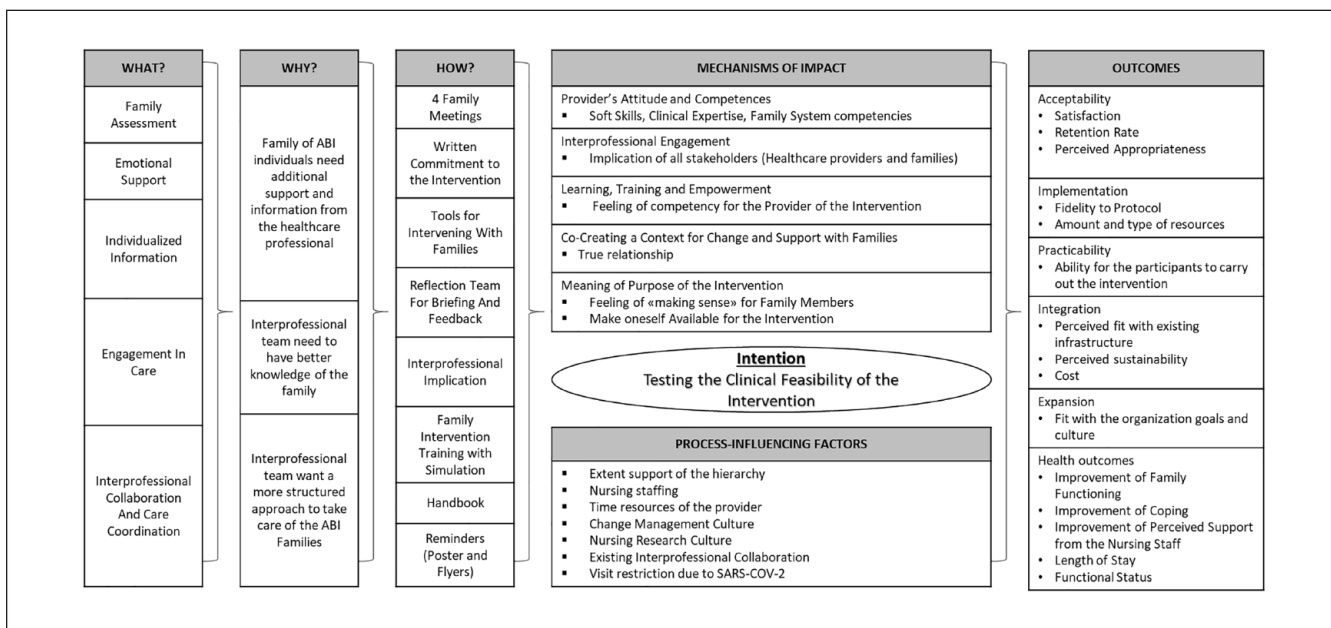 WHAT?
Family
Assessment
Emotional
Support
Individualized
Information
Engagement In
Care
Interprofessional
Collaboration
And Care
Coordination
WHY?
Family of ABI
individuals need
additional
support and
information from
the healthcare
professional
Interprofessional
team need to
have better
knowledge of the
family
Interprofessional
team want a
more structured
approach to take
care of the ABI
Families
HOW?
4 Family
Meetings
Written
Commitment to
the Intervention
Tools for
Intervening With
Families
Reflection Team
For Briefing And
Feedback
Interprofessional
Implication
Family
Intervention
Training with
Simulation
Handbook
Reminders
(Poster and
Flyers)
MECHANISMS OF IMPACT
Provider's Attitude and Competences
▪ Soft Skills, Clinical Expertise, Family System competencies
Interprofessional Engagement
▪ Implication of all stakeholders (Healthcare providers and families)
Learning, Training and Empowerment
▪ Feeling of competency for the Provider of the Intervention
Co-Creating a Context for Change and Support with Families
▪ True relationship
Meaning of Purpose of the Intervention
▪ Feeling of «making sense» for Family Members
▪ Make oneself Available for the Intervention
Intention
Testing the Clinical Feasibility of the
Intervention
PROCESS-INFLUENCING FACTORS
▪ Extent support of the hierarchy
▪ Nursing staffing
▪ Time resources of the provider
▪ Change Management Culture
▪ Nursing Research Culture
▪ Existing Interprofessional Collaboration
▪ Visit restriction due to SARS-COV-2
OUTCOMES
Acceptability
• Satisfaction
• Retention Rate
• Perceived Appropriateness
Implementation
• Fidelity to Protocol
• Amount and type of resources
Practicability
• Ability for the participants to carry
out the intervention
Integration
• Perceived fit with existing
infrastructure
• Perceived sustainability
• Cost
Expansion
• Fit with the organization goals and
culture
Health outcomes
• Improvement of Family
Functioning
• Improvement of Coping
• Improvement of Perceived Support
from the Nursing Staff
• Length of Stay
• Functional Status